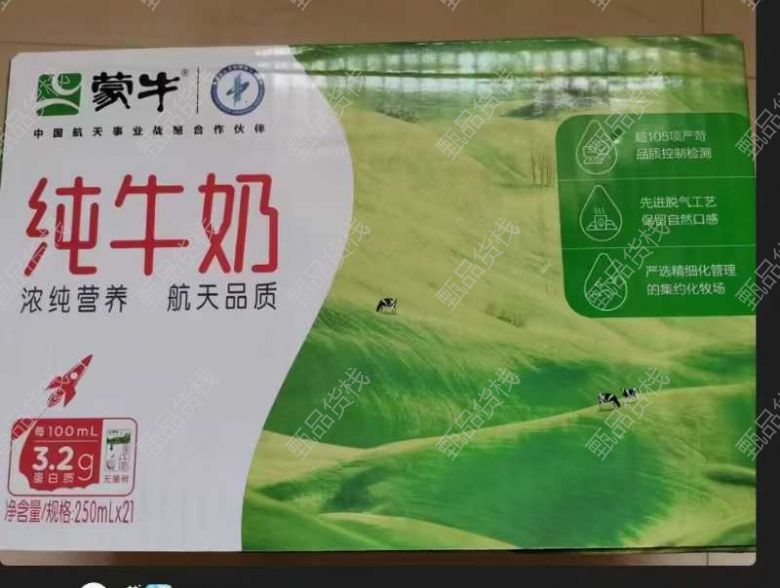 蒙牛®
中国航天事业战略合作伙伴
纯牛奶
浓纯营养 航天品质
每100mL
3.2g
蛋白质
无菌砖
净含量/规格:250mLx21
超105项严苛
品质控制检测
先进脱气工艺
保留自然口感
严选精细化管理
的集约化牧场
甄品货栈